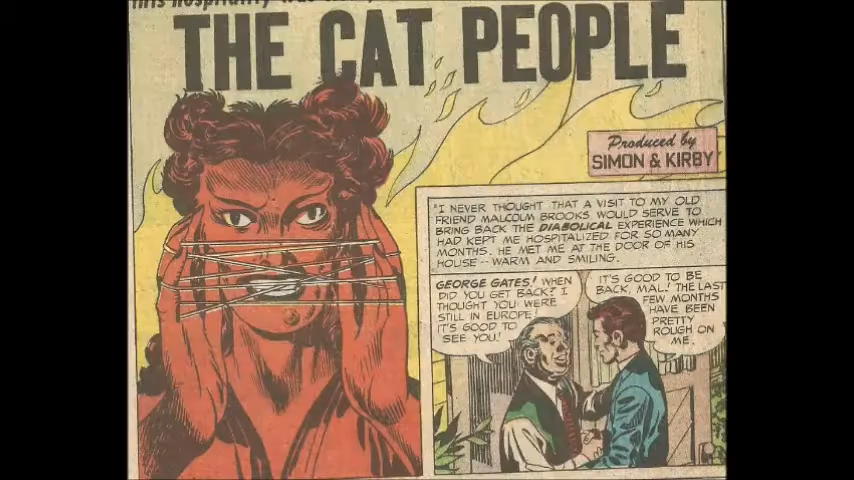 this hospitality
THE CAT PEOPLE
Produced by
SIMON & KIRBY
"I NEVER THOUGHT THAT A VISIT TO MY OLD
FRIEND MALCOLM BROOKS WOULD SERVE TO
BRING BACK THE DIABOLICAL EXPERIENCE WHICH
HAD KEPT ME HOSPITALIZED FOR SO MANY
MONTHS. HE MET ME AT THE DOOR OF HIS
HOUSE -- WARM AND SMILING.
GEORGE GATES! WHEN
DID YOU GET BACK? I
THOUGHT YOU WERE
STILL IN EUROPE!
IT'S GOOD TO
SEE YOU!
IT'S GOOD TO BE
BACK, MAL! THE LAST
FEW MONTHS
HAVE BEEN
PRETTY
ROUGH ON
ME.